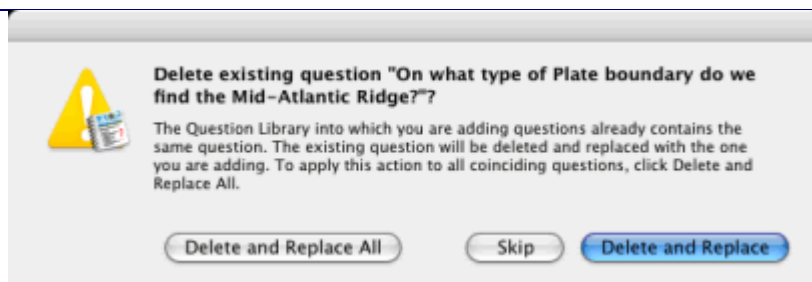 Delete existing question "On what type of Plate boundary do we
find the Mid-Atlantic Ridge?"?
The Question Library into which you are adding questions already contains the
same question. The existing question will be deleted and replaced with the one
you are adding. To apply this action to all coinciding questions, click Delete and
Replace All.
Delete and Replace All Skip Delete and Replace